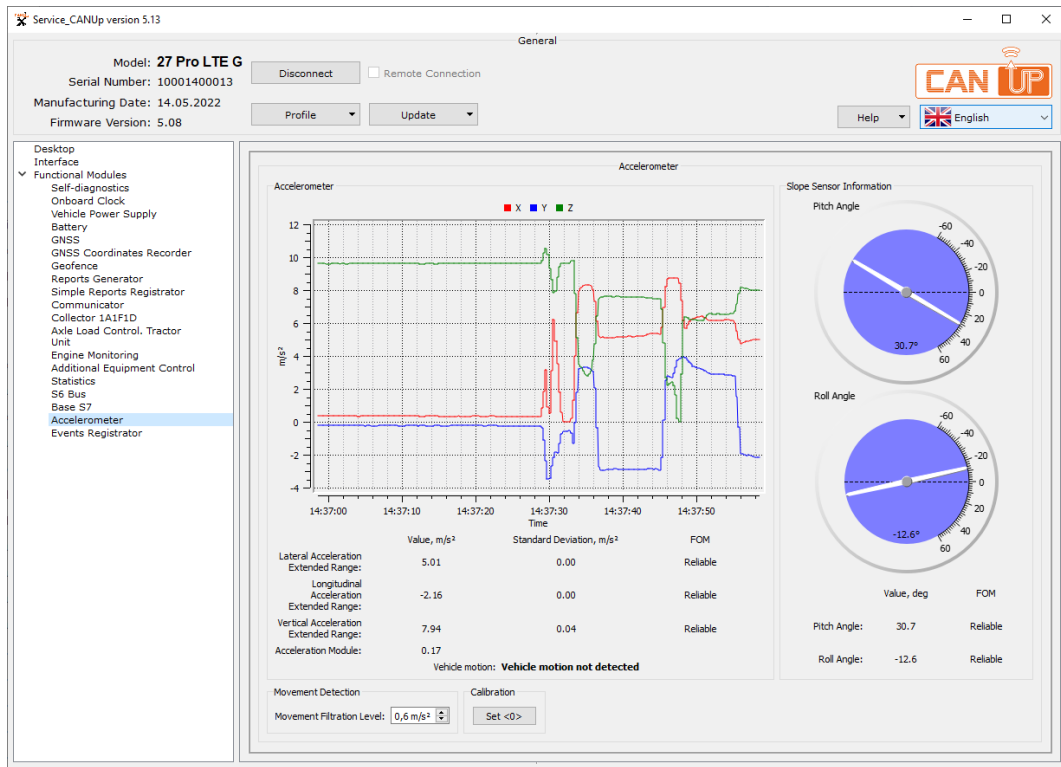 Service_CANUp version 5.13
General
Model: 27 Pro LTE G
Serial Number: 10001400013
Manufacturing Date: 14.05.2022
Firmware Version: 5.08
Disconnect
Remote Connection
Profile
Update
CAN UP
Help
English
Desktop
Interface
Functional Modules
Self-diagnostics
Onboard Clock
Vehicle Power Supply
Battery
GNSS
GNSS Coordinates Recorder
Geofence
Reports Generator
Simple Reports Registrator
Communicator
Collector 1A1F1D
Axle Load Control. Tractor
Unit
Engine Monitoring
Additional Equipment Control
Statistics
S6 Bus
Base S7
Accelerometer
Events Registrator
Accelerometer
Accelerometer
X Y Z
12
10
8
6
4
2
0
-2
-4
m/s²
14:37:00 14:37:10 14:37:20 14:37:30 14:37:40 14:37:50
Time
Value, m/s² Standard Deviation, m/s² FOM
Lateral Acceleration
Extended Range: 5.01 0.00 Reliable
Longitudinal
Acceleration
Extended Range: -2.16 0.00 Reliable
Vertical Acceleration
Extended Range: 7.94 0.04 Reliable
Acceleration Module: 0.17
Vehicle motion: Vehicle motion not detected
Movement Detection
Movement Filtration Level: 0,6 m/s²
Calibration
Set <0>
Slope Sensor Information
Pitch Angle
-60
-40
-20
0
20
40
60
30.7°
Roll Angle
-60
-40
-20
0
20
40
60
-12.6°
Value, deg FOM
Pitch Angle: 30.7 Reliable
Roll Angle: -12.6 Reliable